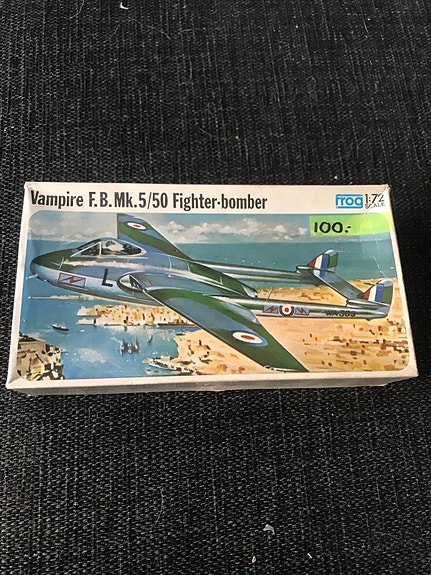 Vampire F.B.Mk.5/50 Fighter-bomber
FROG 1:72
SCALE
100.-
L